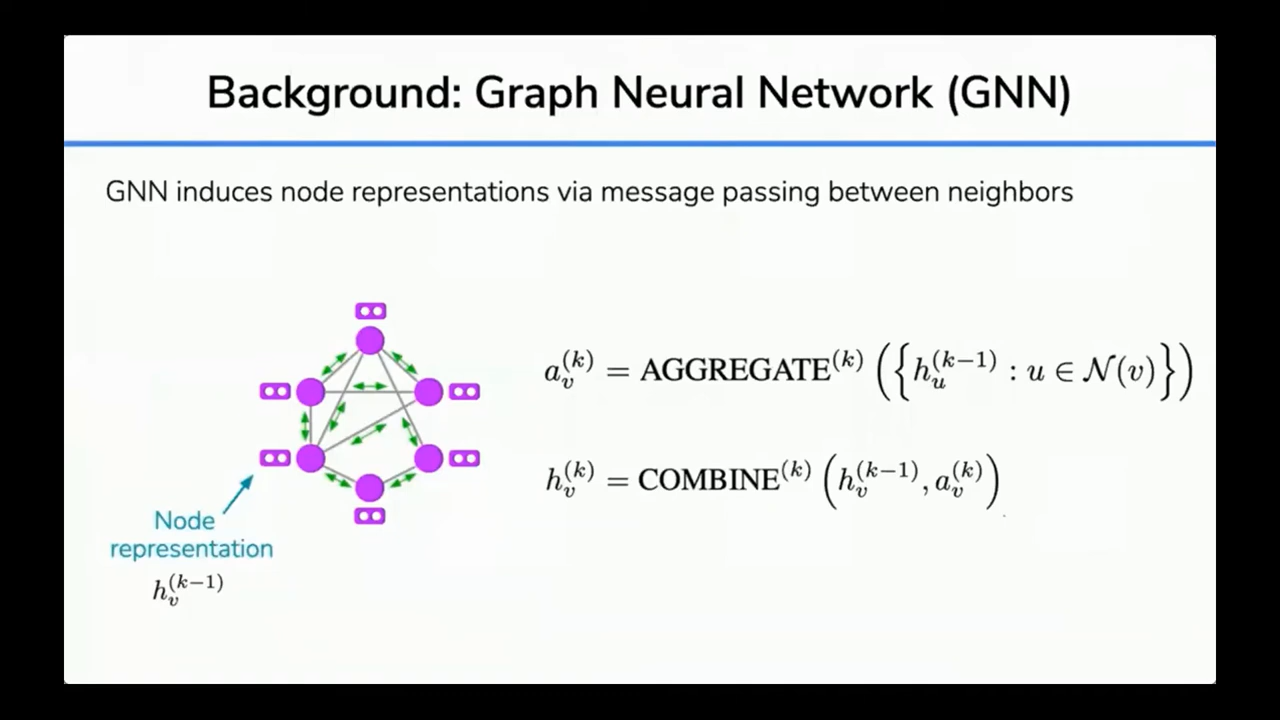 Background: Graph Neural Network (GNN)
GNN induces node representations via message passing between neighbors
a_v^{(k)} = AGGREGATE^{(k)} ({h_u^{(k−1)} : u ∈ 𝒩(v)})
h_v^{(k)} = COMBINE^{(k)} (h_v^{(k−1)}, a_v^{(k)})
Node
representation
h_v^{(k−1)}